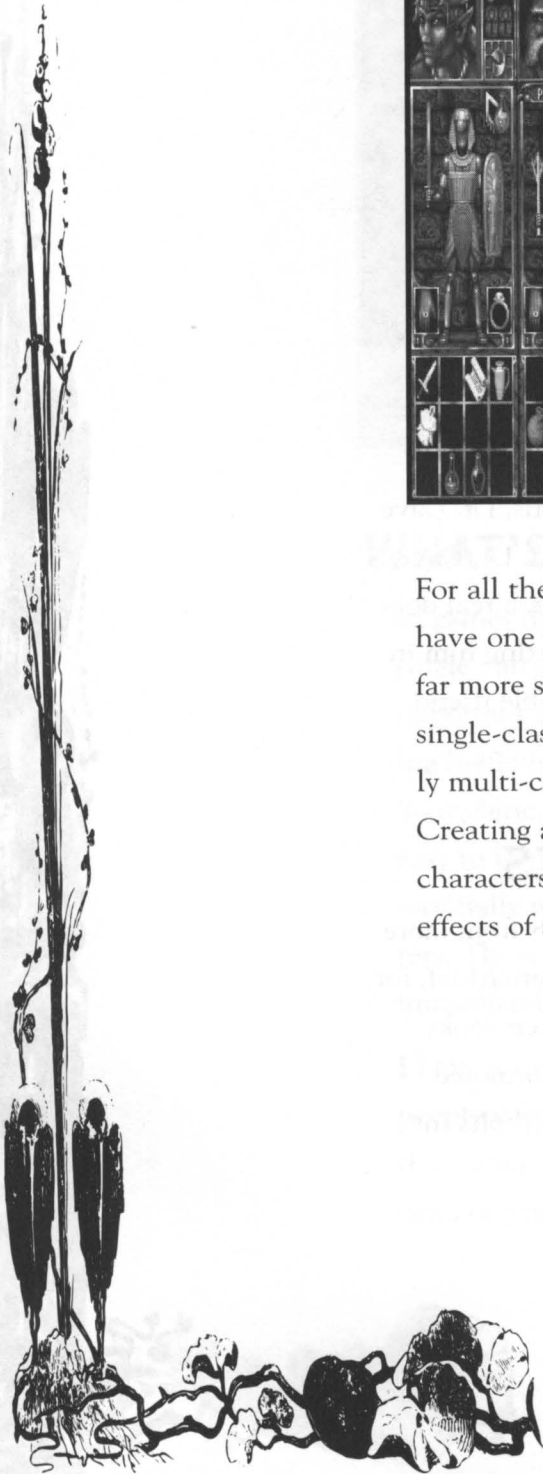 For all the
have one
far more s
single-clas
ly multi-c
Creating a
characters
effects of